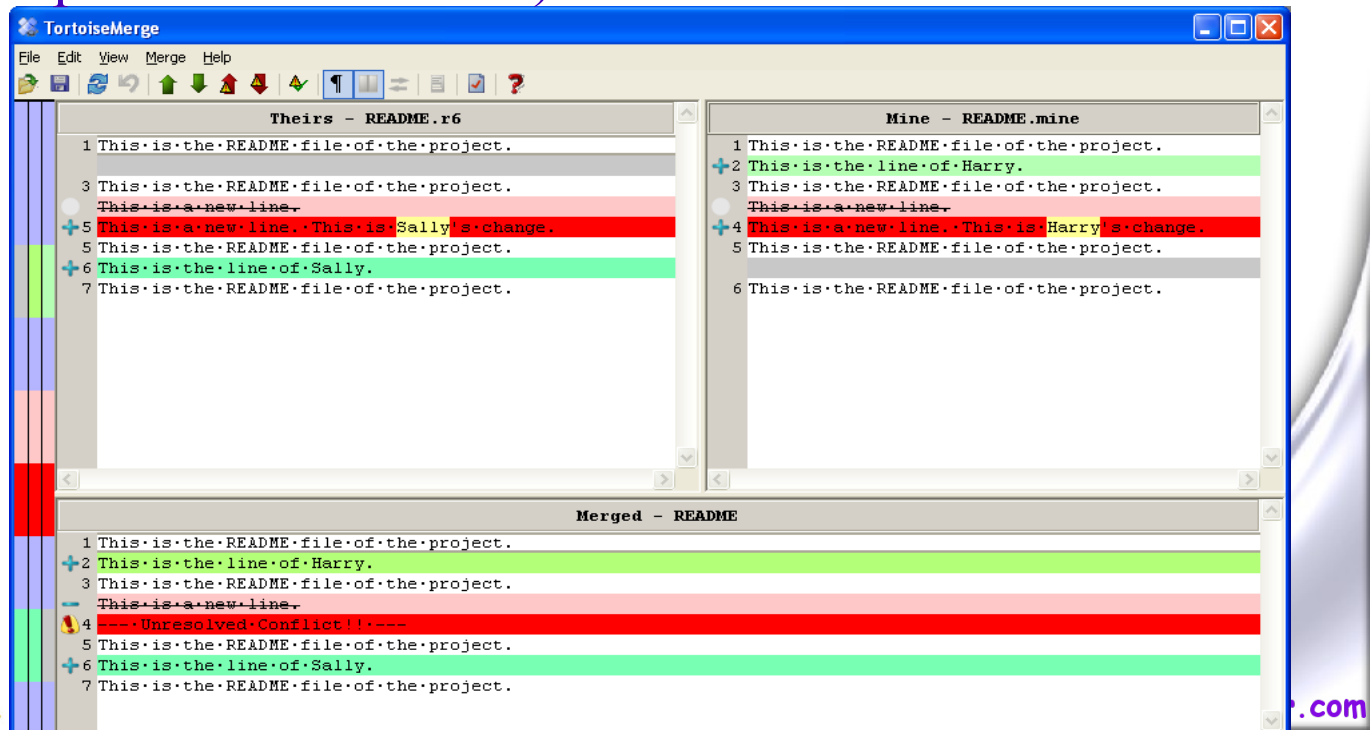 TortoiseMerge
File Edit View Merge Help
Theirs - README.r6
1 This·is·the·README·file·of·the·project.
3 This·is·the·README·file·of·the·project.
This·is·a·new·line.
5 This·is·a·new·line.·This·is·Sally's·change.
5 This·is·the·README·file·of·the·project.
6 This·is·the·line·of·Sally.
7 This·is·the·README·file·of·the·project.
Mine - README.mine
1 This·is·the·README·file·of·the·project.
2 This·is·the·line·of·Harry.
3 This·is·the·README·file·of·the·project.
This·is·a·new·line.
4 This·is·a·new·line.·This·is·Harry's·change.
5 This·is·the·README·file·of·the·project.
6 This·is·the·README·file·of·the·project.
Merged - README
1 This·is·the·README·file·of·the·project.
2 This·is·the·line·of·Harry.
3 This·is·the·README·file·of·the·project.
This·is·a·new·line.
4 ---·Unresolved·Conflict!!·---
5 This·is·the·README·file·of·the·project.
6 This·is·the·line·of·Sally.
7 This·is·the·README·file·of·the·project.
.com